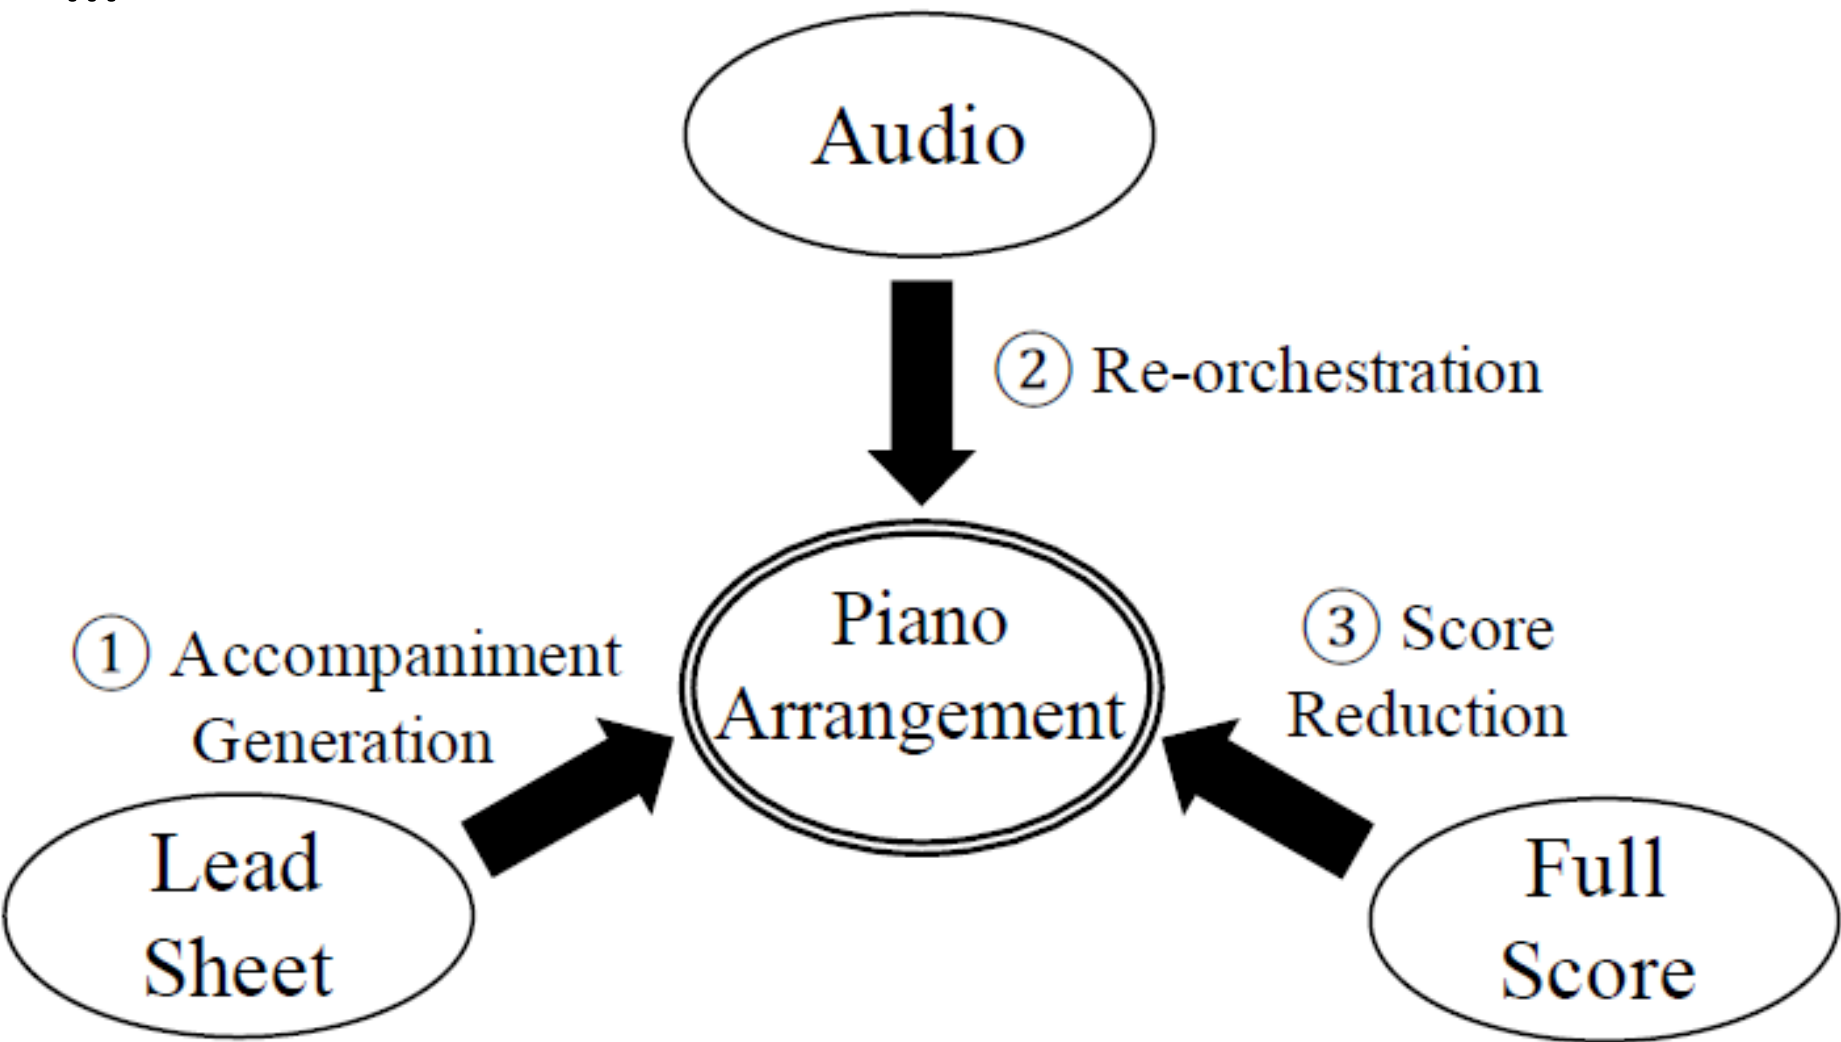 Audio
② Re-orchestration
Piano
Arrangement
① Accompaniment
Generation
③ Score
Reduction
Lead
Sheet
Full
Score